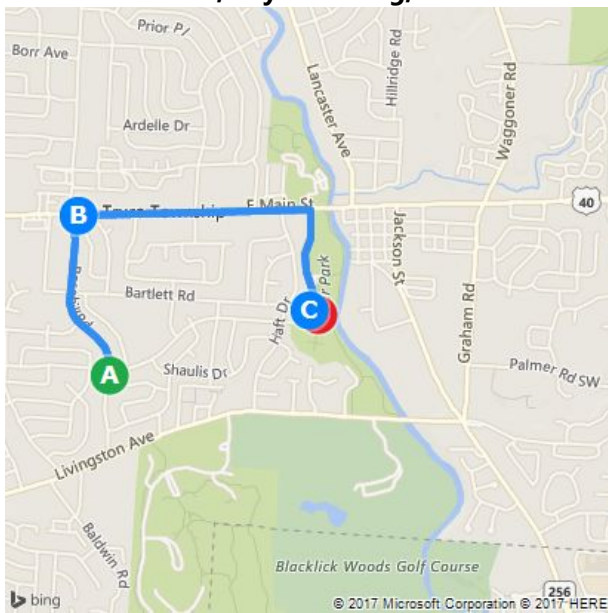 Prior Pl
Borr Ave
Hillridge Rd
Lancaster Ave
Waggoner Rd
Ardelle Dr
E Main St
40
B
Township
Jackson St
Bartlett Rd
C
Park
Haft Dr
Graham Rd
A
Shaulis Dr
Palmer Rd SW
Livingston Ave
Baldwin Rd
Blacklick Woods Golf Course
256
bing
© 2017 Microsoft Corporation © 2017 HERE